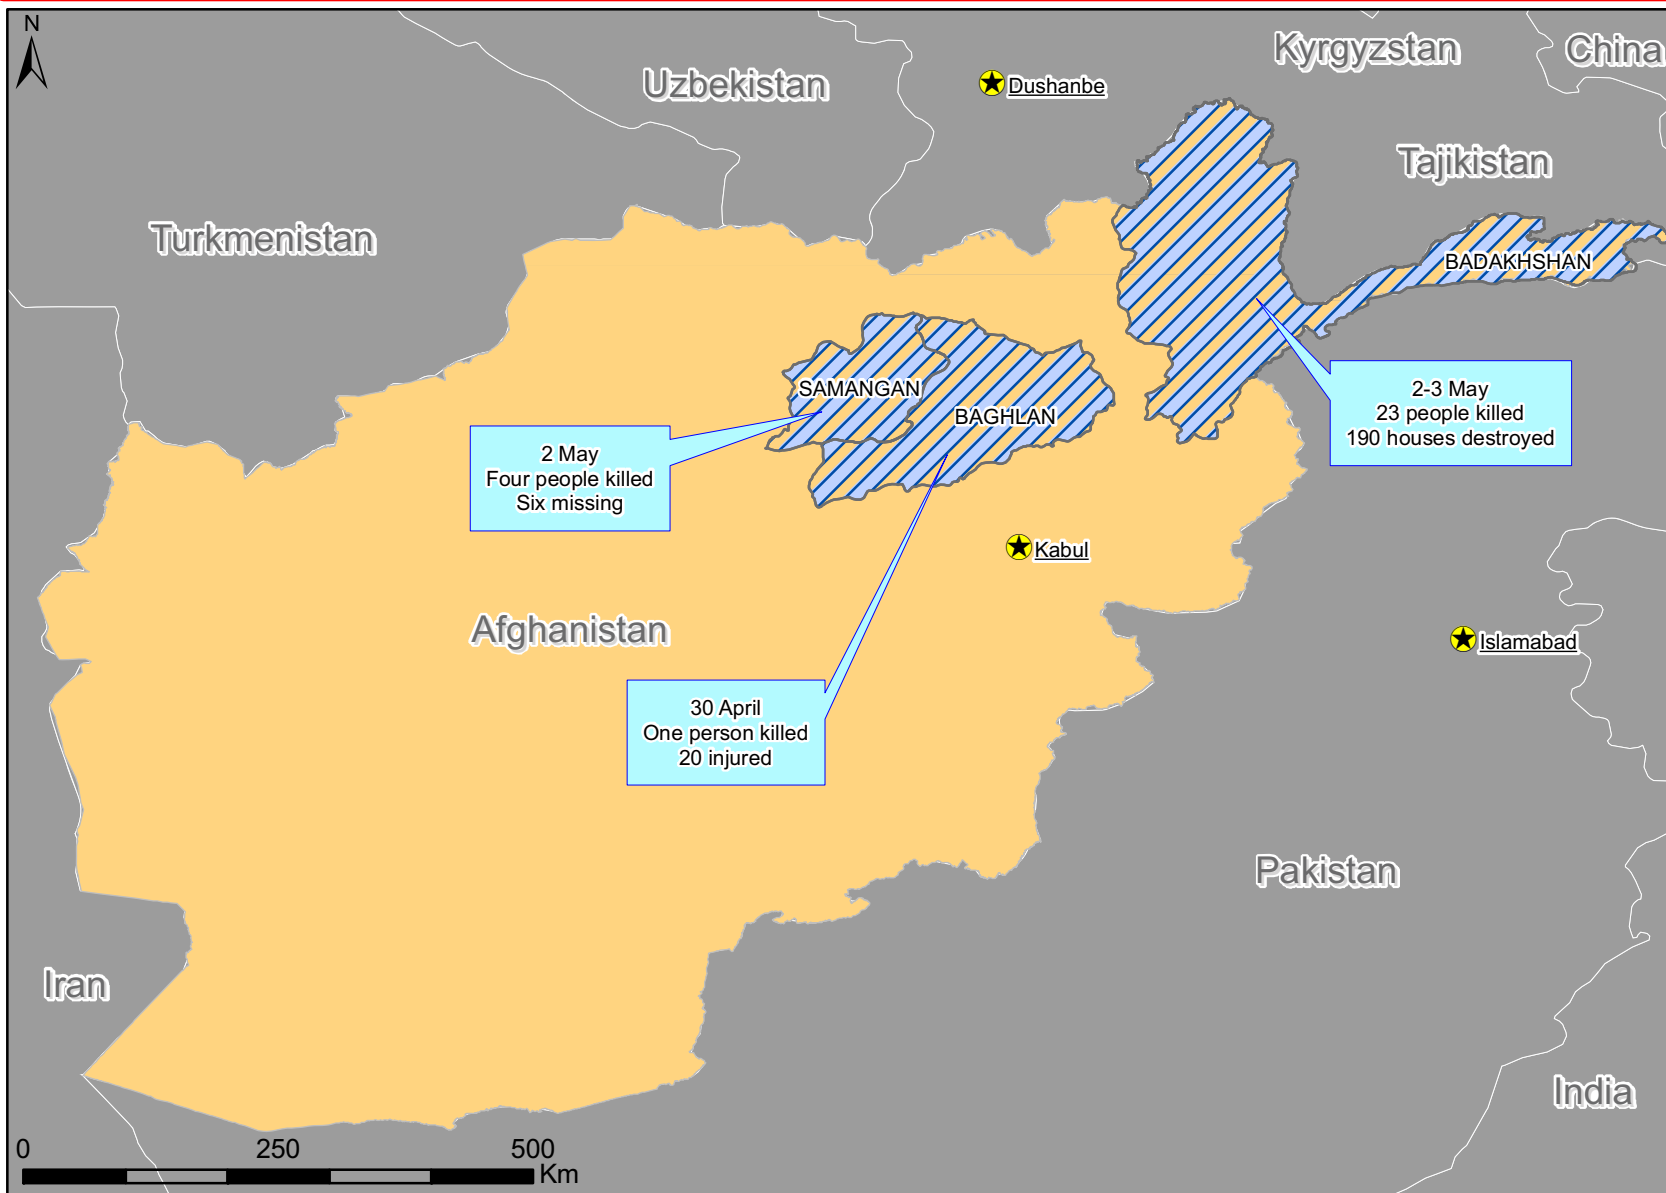 N
Kyrgyzstan
China
Uzbekistan
Dushanbe
Tajikistan
Turkmenistan
BADAKHSHAN
SAMANGAN
BAGHLAN
2-3 May
23 people killed
190 houses destroyed
2 May
Four people killed
Six missing
Kabul
Afghanistan
Islamabad
30 April
One person killed
20 injured
Pakistan
Iran
India
0 250 500
Km